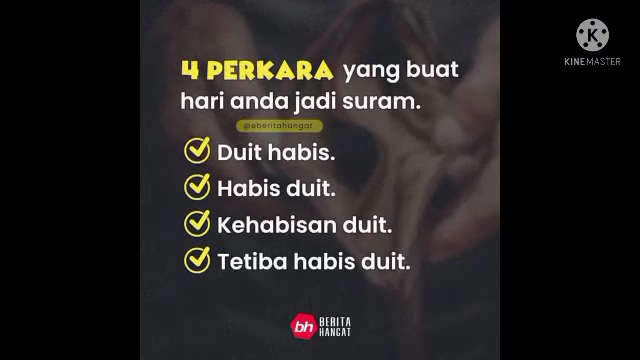 KINEMASTER
4 PERKARA yang buat
hari anda jadi suram.
@eberitahangat
Duit habis.
Habis duit.
Kehabisan duit.
Tetiba habis duit.
bh BERITA
HANGAT